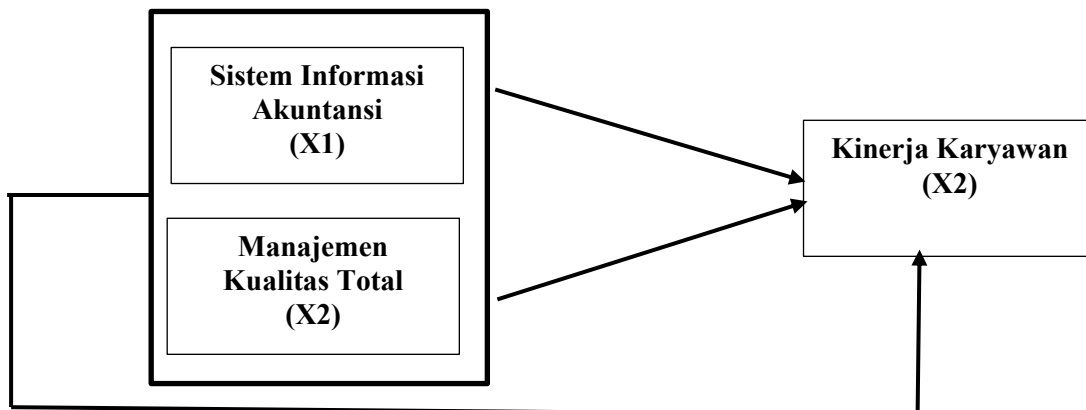 Sistem Informasi
Akuntansi
(X1)
Manajemen
Kualitas Total
(X2)
Kinerja Karyawan
(X2)